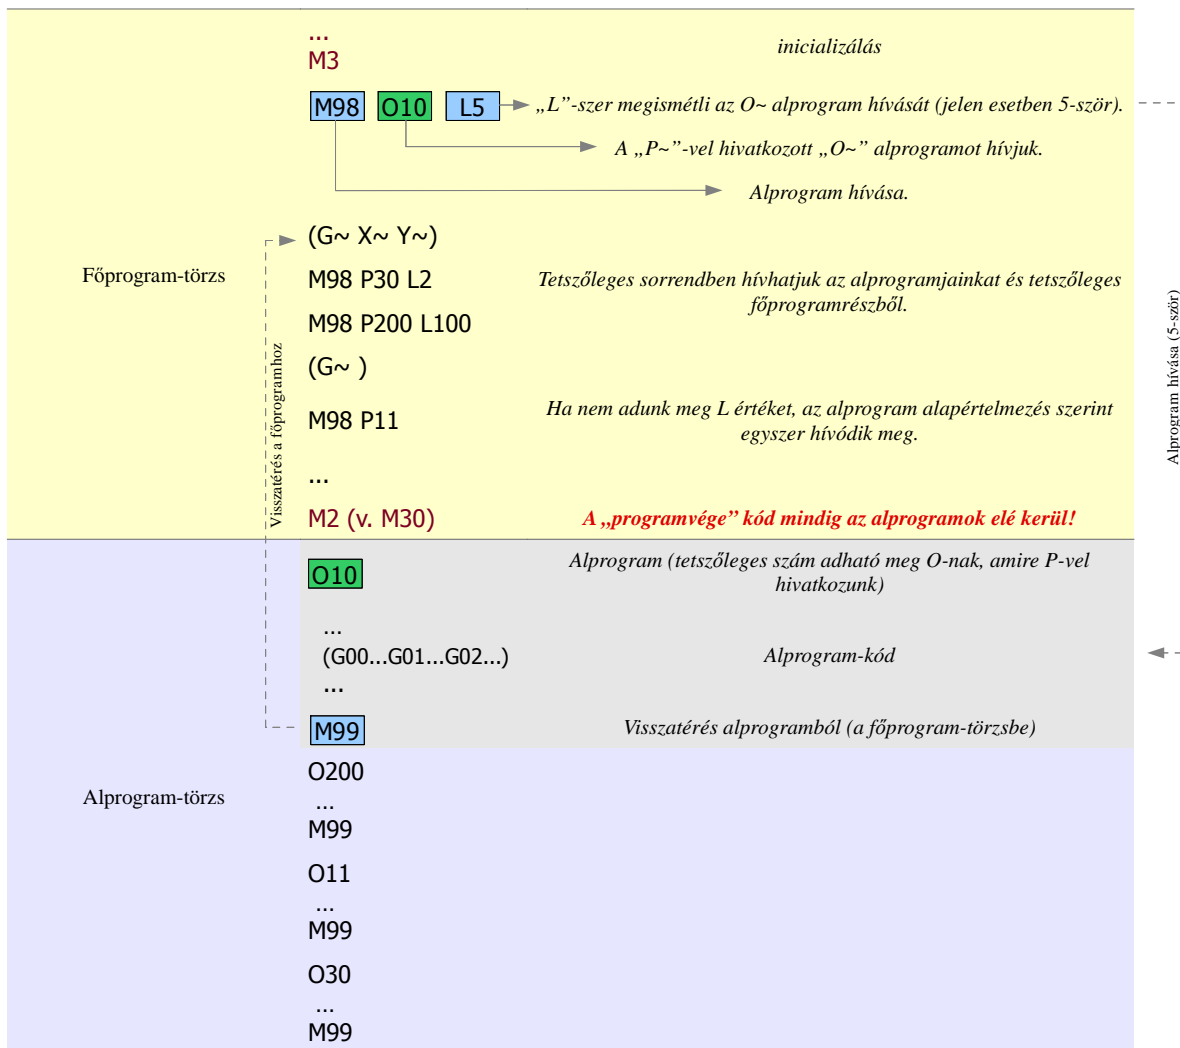 ...
M3
inicializálás
M98 O10 L5
„L”-szer megismétli az O~ alprogram hívását (jelen esetben 5-ször).
A „P~”-vel hivatkozott „O~” alprogramot hívjuk.
Alprogram hívása.
(G~ X~ Y~)
Főprogram-törzs
M98 P30 L2
Tetszőleges sorrendben hívhatjuk az alprogramjainkat és tetszőleges
főprogramrészből.
M98 P200 L100
(G~ )
M98 P11
Ha nem adunk meg L értéket, az alprogram alapértelmezés szerint
egyszer hívódik meg.
...
M2 (v. M30)
A „programvége” kód mindig az alprogramok elé kerül!
Visszatérés a főprogramhoz
Alprogram hívása (5-ször)
O10
Alprogram (tetszőleges szám adható meg O-nak, amire P-vel
hivatkozunk)
...
(G00...G01...G02...)
Alprogram-kód
...
M99
Visszatérés alprogramból (a főprogram-törzsbe)
Alprogram-törzs
O200
...
M99
O11
...
M99
O30
...
M99